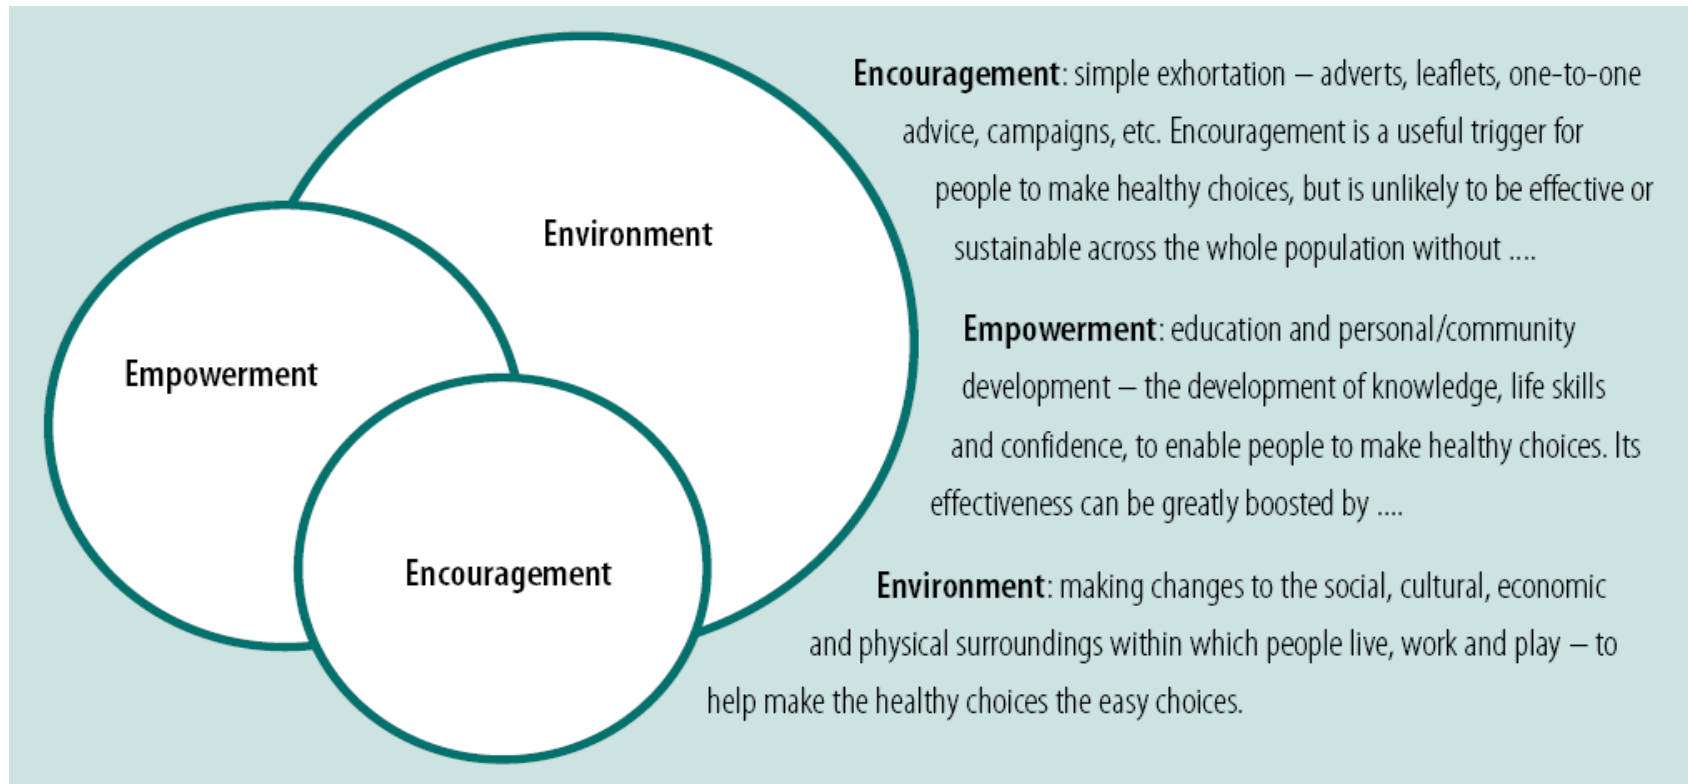 Environment
Empowerment
Encouragement
Encouragement: simple exhortation – adverts, leaflets, one-to-one
advice, campaigns, etc. Encouragement is a useful trigger for
people to make healthy choices, but is unlikely to be effective or
sustainable across the whole population without ....
Empowerment: education and personal/community
development – the development of knowledge, life skills
and confidence, to enable people to make healthy choices. Its
effectiveness can be greatly boosted by ....
Environment: making changes to the social, cultural, economic
and physical surroundings within which people live, work and play – to
help make the healthy choices the easy choices.